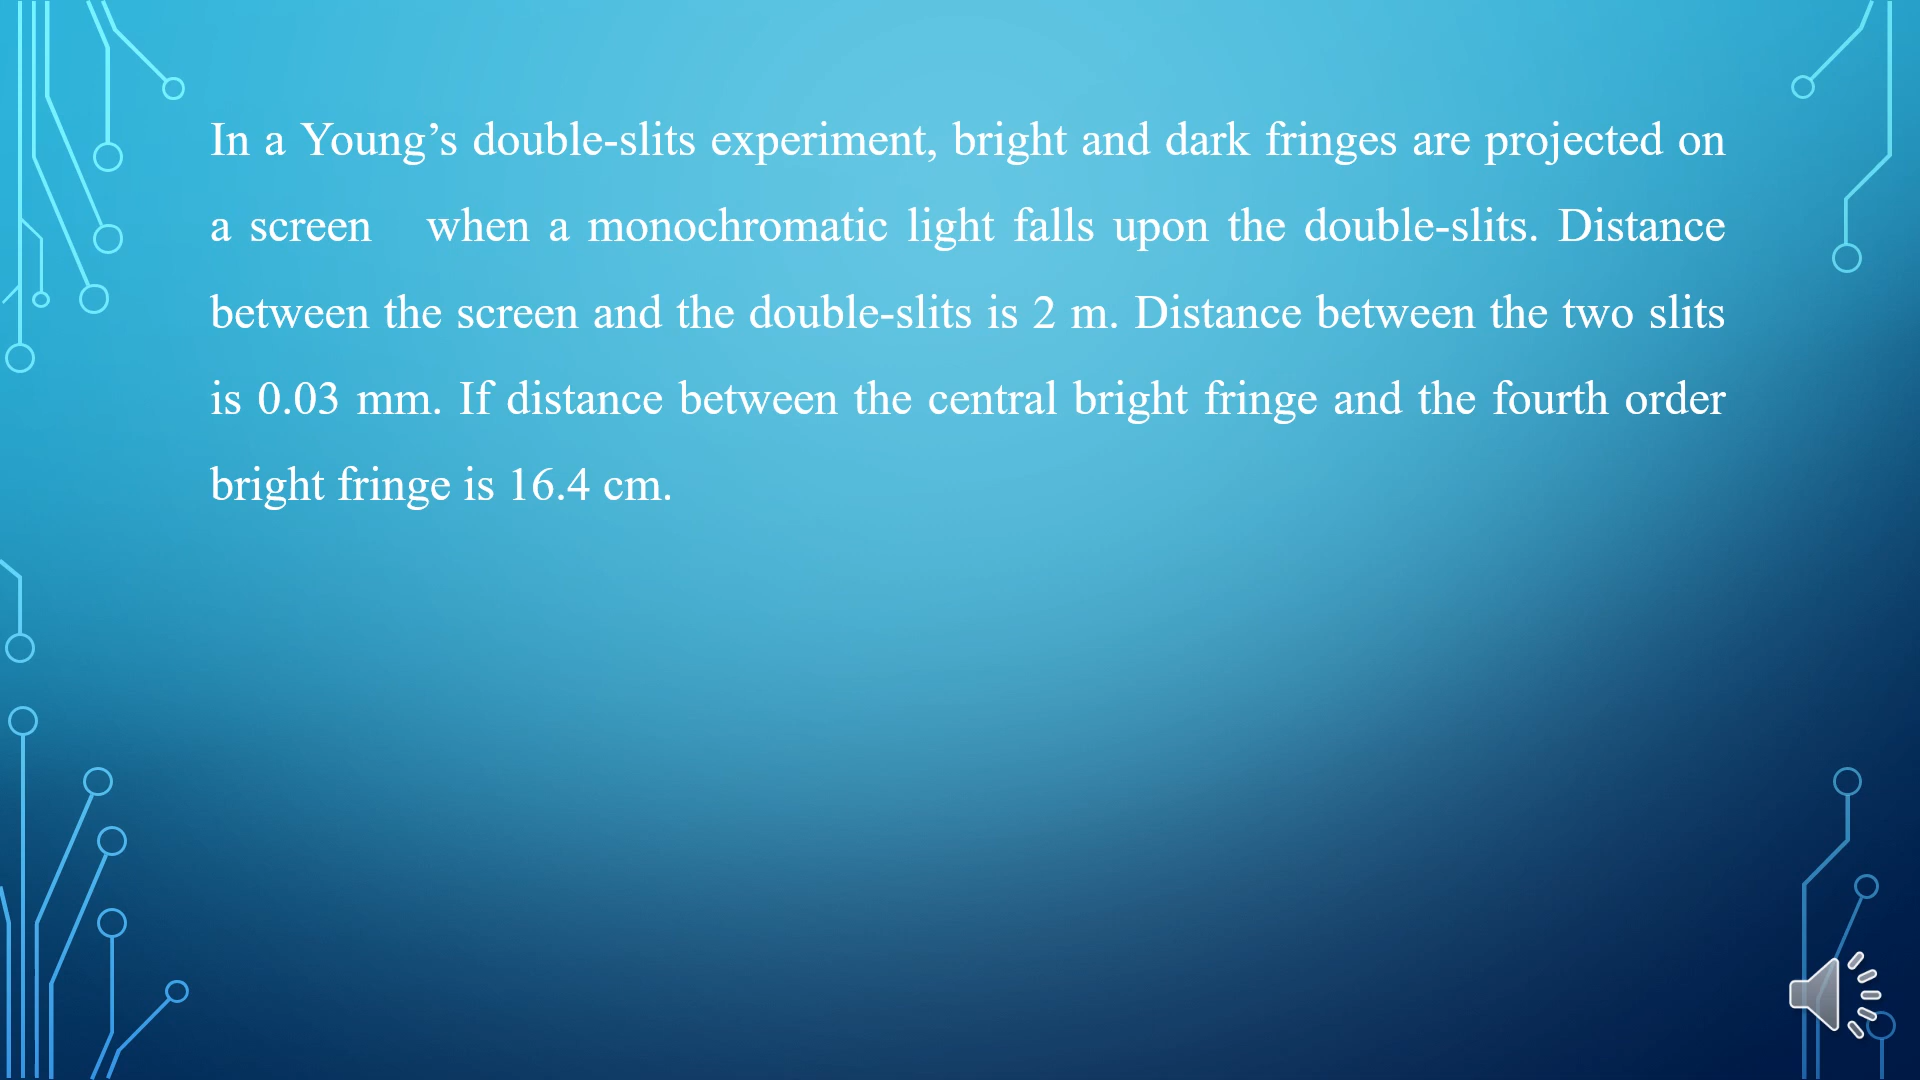 In a Young’s double-slits experiment, bright and dark fringes are projected on
a screen when a monochromatic light falls upon the double-slits. Distance
between the screen and the double-slits is 2 m. Distance between the two slits
is 0.03 mm. If distance between the central bright fringe and the fourth order
bright fringe is 16.4 cm.